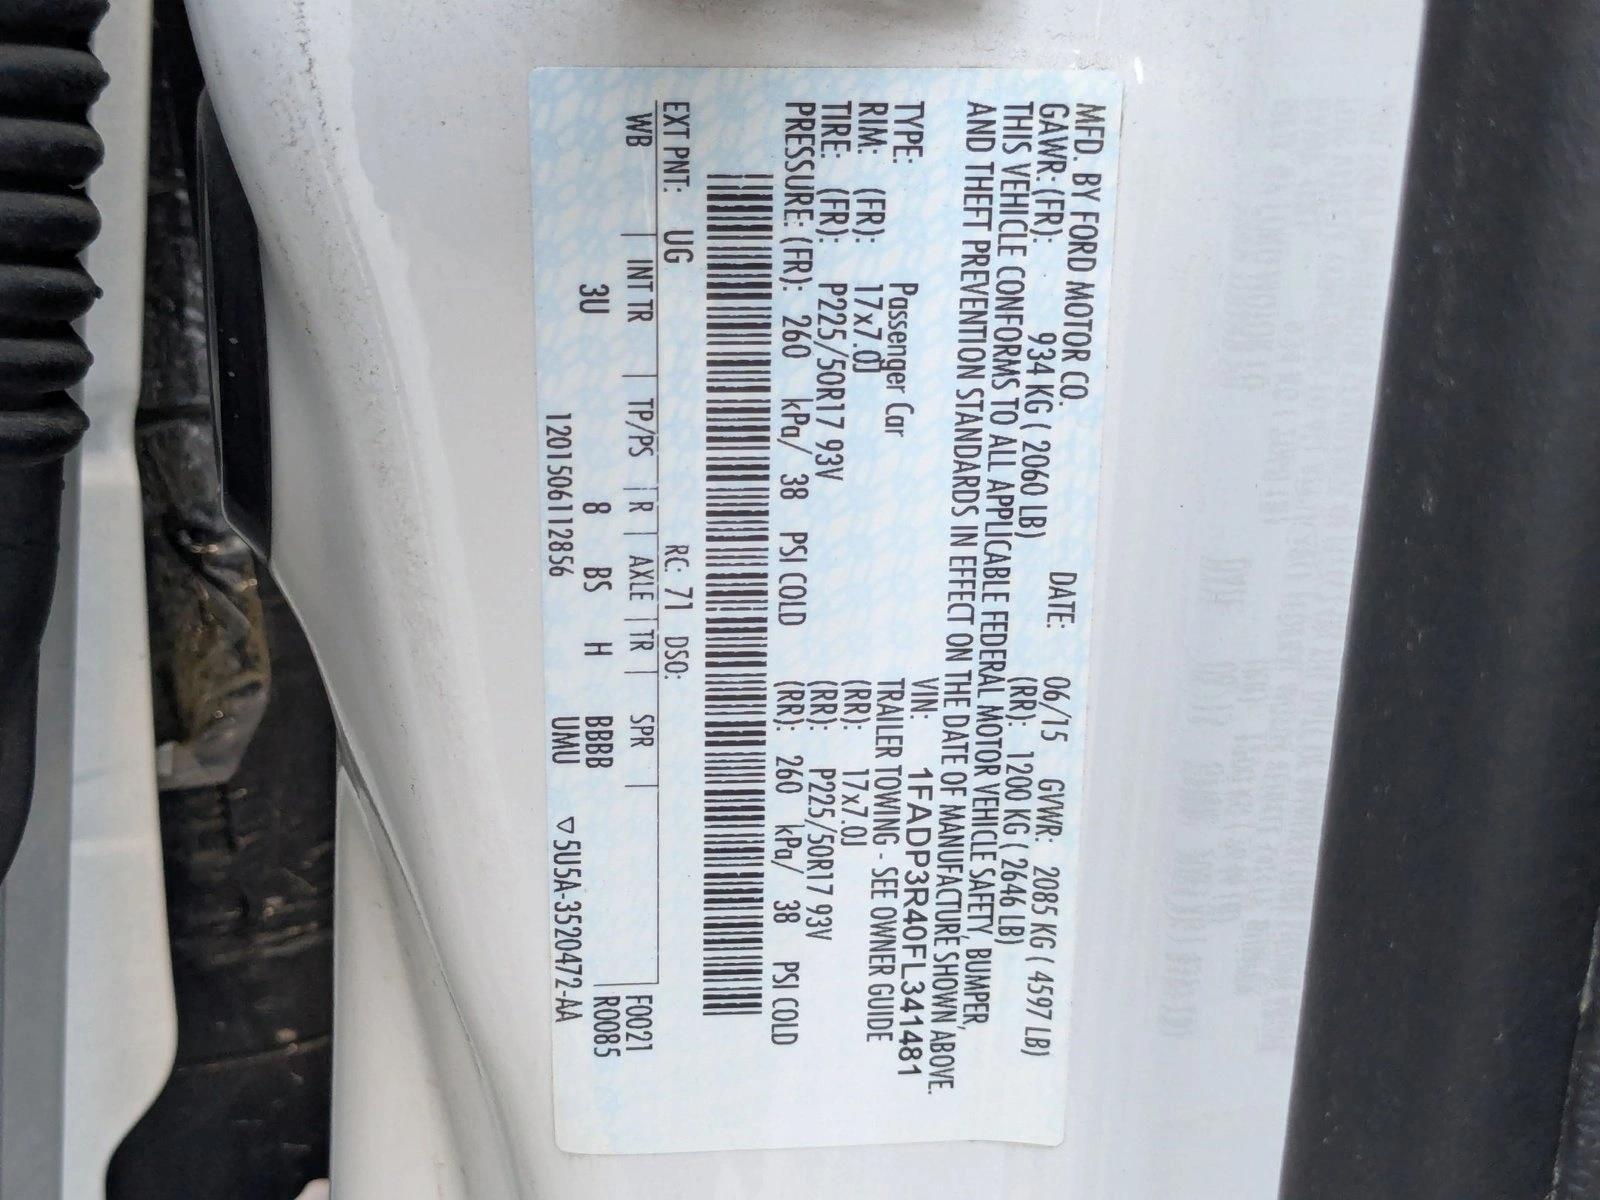 MFD. BY FORD MOTOR CO. DATE: 06/15 GVWR: 2085 KG ( 4597 LB)
GAWR: (FR): 934 KG ( 2060 LB) (RR): 1200 KG ( 2646 LB)
THIS VEHICLE CONFORMS TO ALL APPLICABLE FEDERAL MOTOR VEHICLE SAFETY, BUMPER,
AND THEFT PREVENTION STANDARDS IN EFFECT ON THE DATE OF MANUFACTURE SHOWN ABOVE.
VIN: 1FADP3R40FL341481
TYPE: Passenger Car TRAILER TOWING - SEE OWNER GUIDE
RIM: (FR): 17x7.0J (RR): 17x7.0J
TIRE: (FR): P225/50R17 93V (RR): P225/50R17 93V
PRESSURE: (FR): 260 kPa/ 38 PSI COLD (RR): 260 kPa/ 38 PSI COLD
EXT PNT: UG RC: 71 DSO: F0021
WB | INT TR | TP/PS | R | AXLE | TR | SPR R0085
3U 8 BS H BBBB
120150611 2856 UMU ▽5U5A-3520472-AA